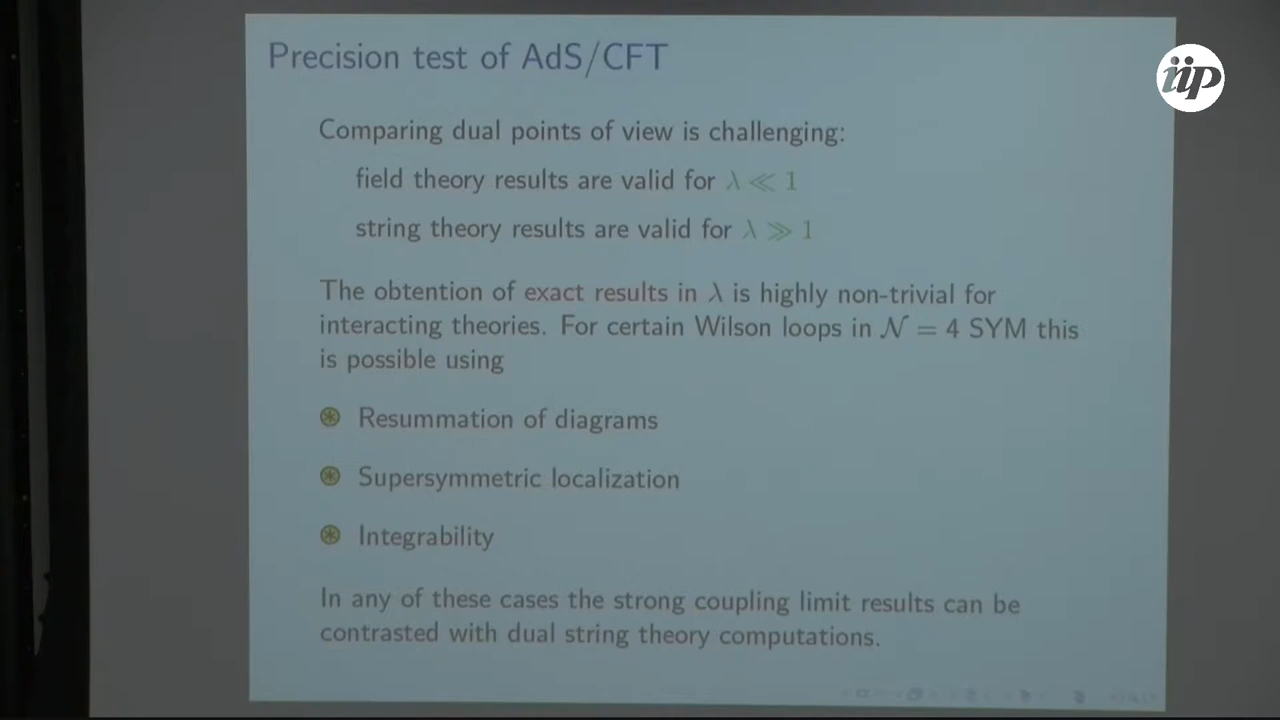 Precision test of AdS/CFT
iip
Comparing dual points of view is challenging:
field theory results are valid for λ ≪ 1
string theory results are valid for λ ≫ 1
The obtention of exact results in λ is highly non-trivial for
interacting theories. For certain Wilson loops in 𝒩 = 4 SYM this
is possible using
Resummation of diagrams
Supersymmetric localization
Integrability
In any of these cases the strong coupling limit results can be
contrasted with dual string theory computations.